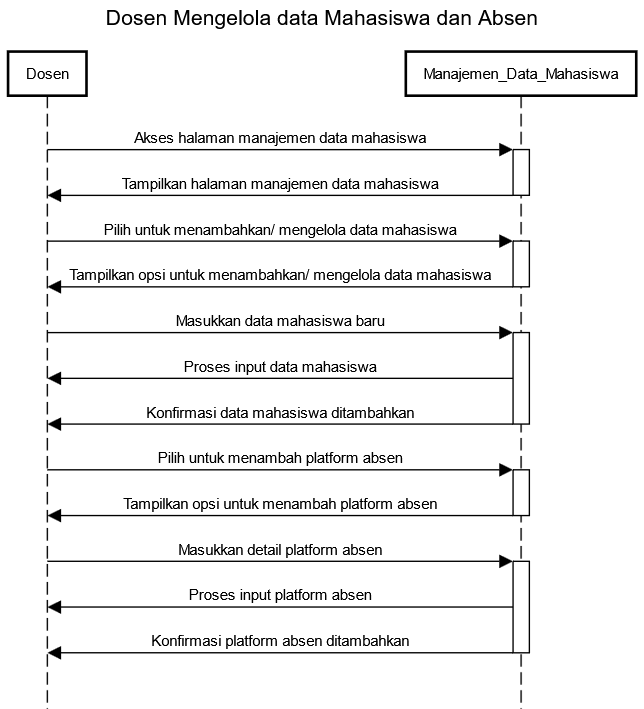 Dosen Mengelola data Mahasiswa dan Absen
Dosen
Manajemen_Data_Mahasiswa
Akses halaman manajemen data mahasiswa
Tampilkan halaman manajemen data mahasiswa
Pilih untuk menambahkan/ mengelola data mahasiswa
Tampilkan opsi untuk menambahkan/ mengelola data mahasiswa
Masukkan data mahasiswa baru
Proses input data mahasiswa
Konfirmasi data mahasiswa ditambahkan
Pilih untuk menambah platform absen
Tampilkan opsi untuk menambah platform absen
Masukkan detail platform absen
Proses input platform absen
Konfirmasi platform absen ditambahkan